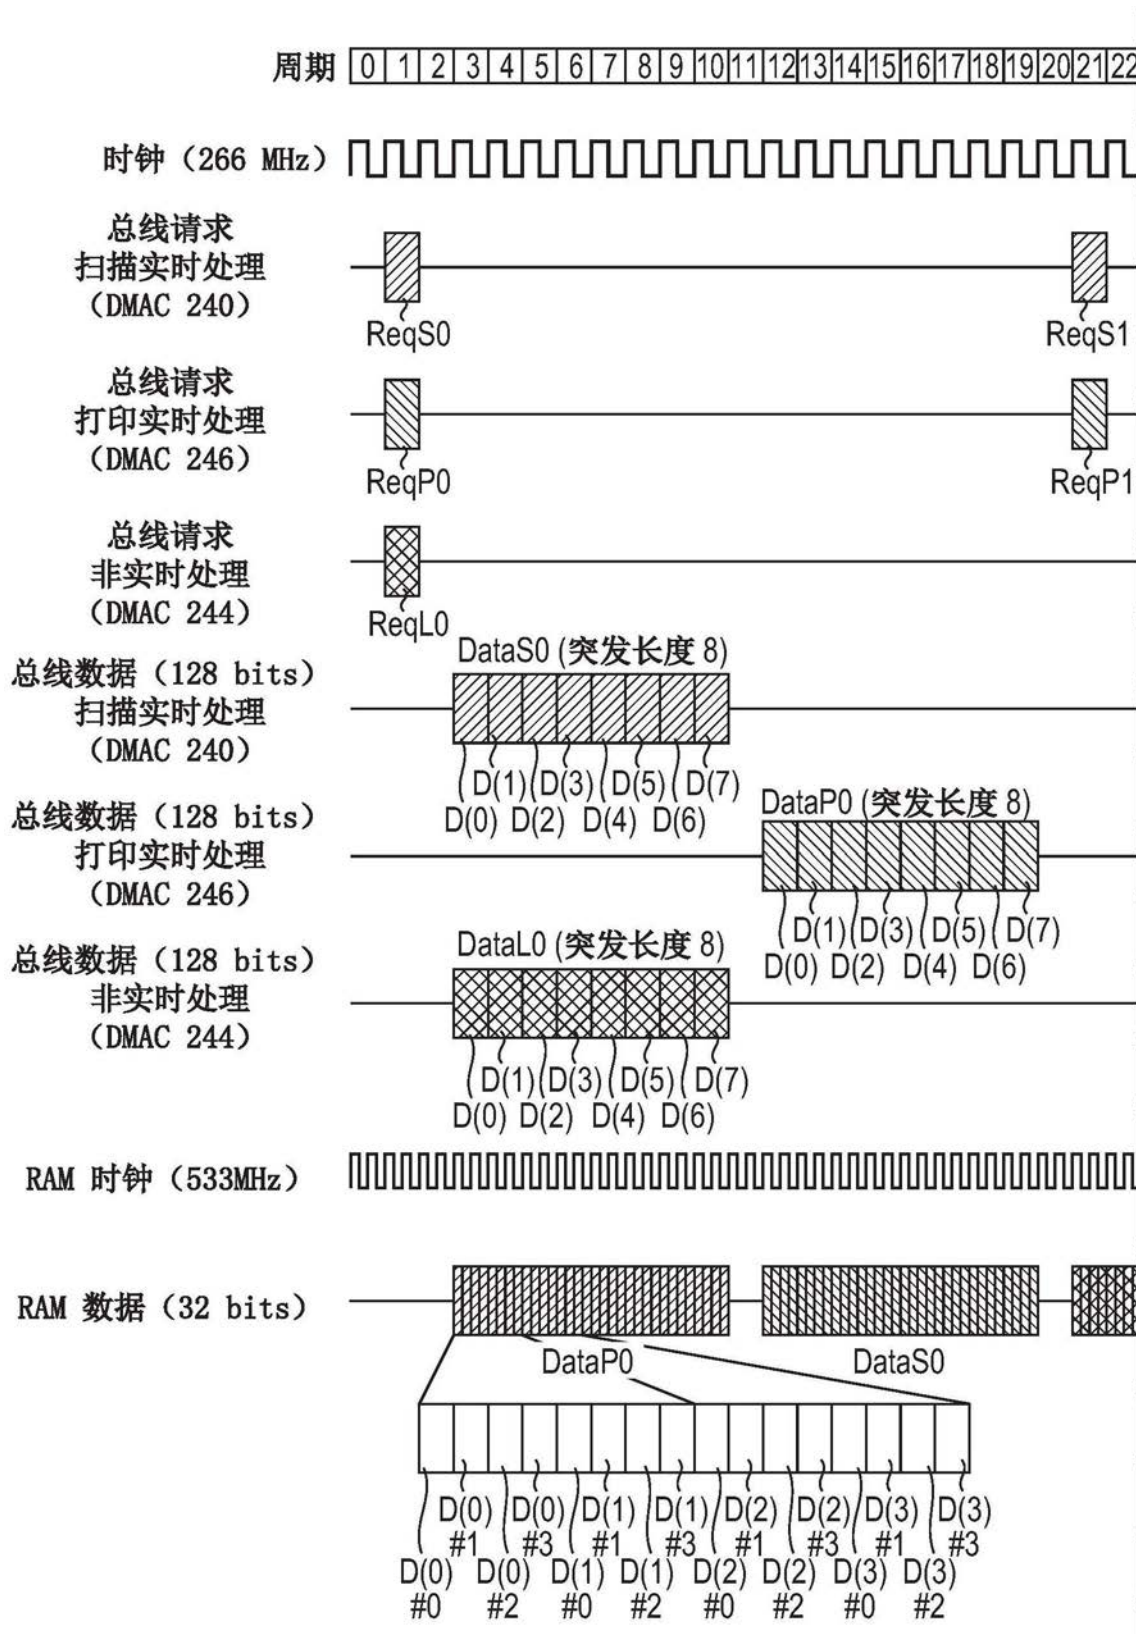 周期 0 1 2 3 4 5 6 7 8 9 10 11 12 13 14 15 16 17 18 19 20 21 22
时钟（266 MHz）
总线请求
扫描实时处理
（DMAC 240）
ReqS0 ReqS1
总线请求
打印实时处理
（DMAC 246）
ReqP0 ReqP1
总线请求
非实时处理
（DMAC 244）
ReqL0
DataS0 (突发长度 8)
总线数据（128 bits）
扫描实时处理
（DMAC 240）
D(1) D(3) D(5) D(7)
D(0) D(2) D(4) D(6)
DataP0 (突发长度 8)
总线数据（128 bits）
打印实时处理
（DMAC 246）
D(1) D(3) D(5) D(7)
D(0) D(2) D(4) D(6)
DataL0 (突发长度 8)
总线数据（128 bits）
非实时处理
（DMAC 244）
D(1) D(3) D(5) D(7)
D(0) D(2) D(4) D(6)
RAM 时钟（533MHz）
RAM 数据（32 bits）
DataP0 DataS0
D(0) D(0) D(1) D(1) D(2) D(2) D(3) D(3)
#1 #3 #1 #3 #1 #3 #1 #3
D(0) D(0) D(1) D(1) D(2) D(2) D(3) D(3)
#0 #2 #0 #2 #0 #2 #0 #2